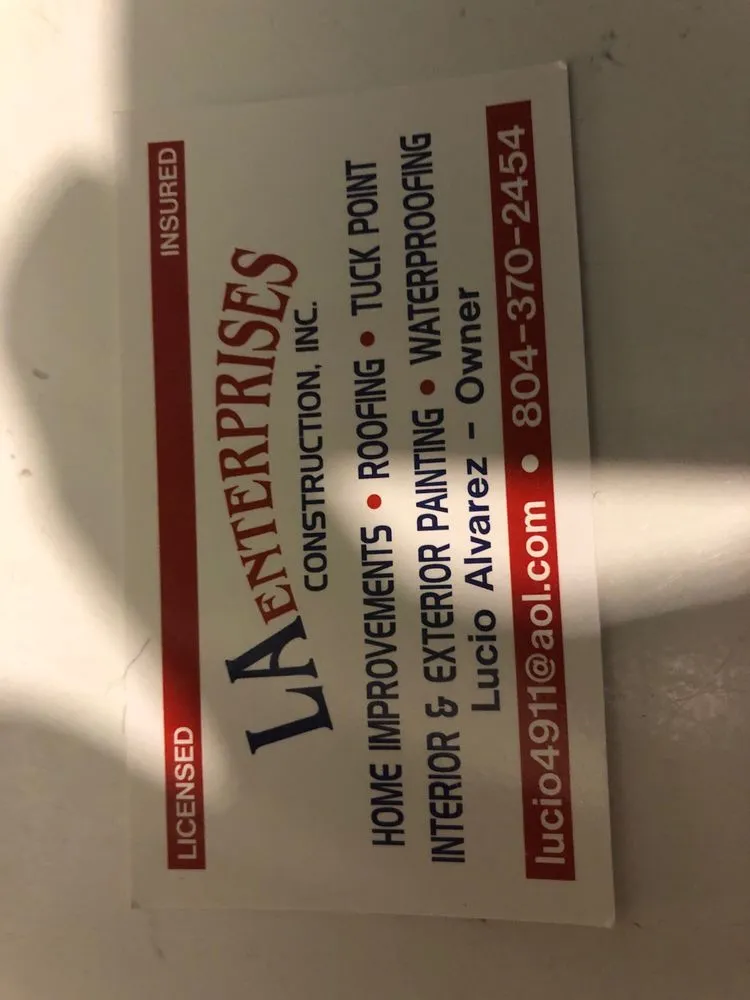 LICENSED INSURED
LA ENTERPRISES
CONSTRUCTION, INC.
HOME IMPROVEMENTS • ROOFING • TUCK POINT
INTERIOR & EXTERIOR PAINTING • WATERPROOFING
Lucio Alvarez - Owner
lucio4911@aol.com • 804-370-2454